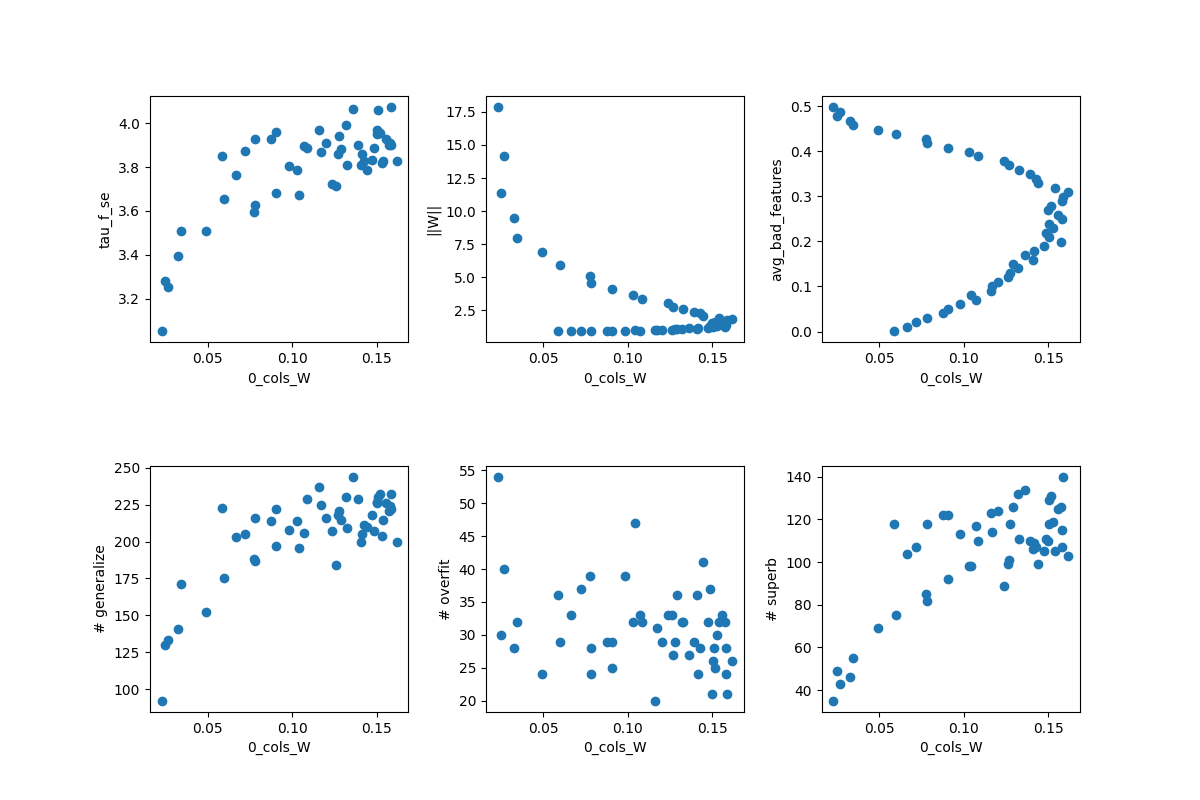 4.0
3.8
3.6
3.4
3.2
tau_f_se
0.05 0.10 0.15
0_cols_W
17.5
15.0
12.5
10.0
7.5
5.0
2.5
||W||
0.05 0.10 0.15
0_cols_W
0.5
0.4
0.3
0.2
0.1
0.0
avg_bad_features
0.05 0.10 0.15
0_cols_W
250
225
200
175
150
125
100
# generalize
0.05 0.10 0.15
0_cols_W
55
50
45
40
35
30
25
20
# overfit
0.05 0.10 0.15
0_cols_W
140
120
100
80
60
40
# superb
0.05 0.10 0.15
0_cols_W